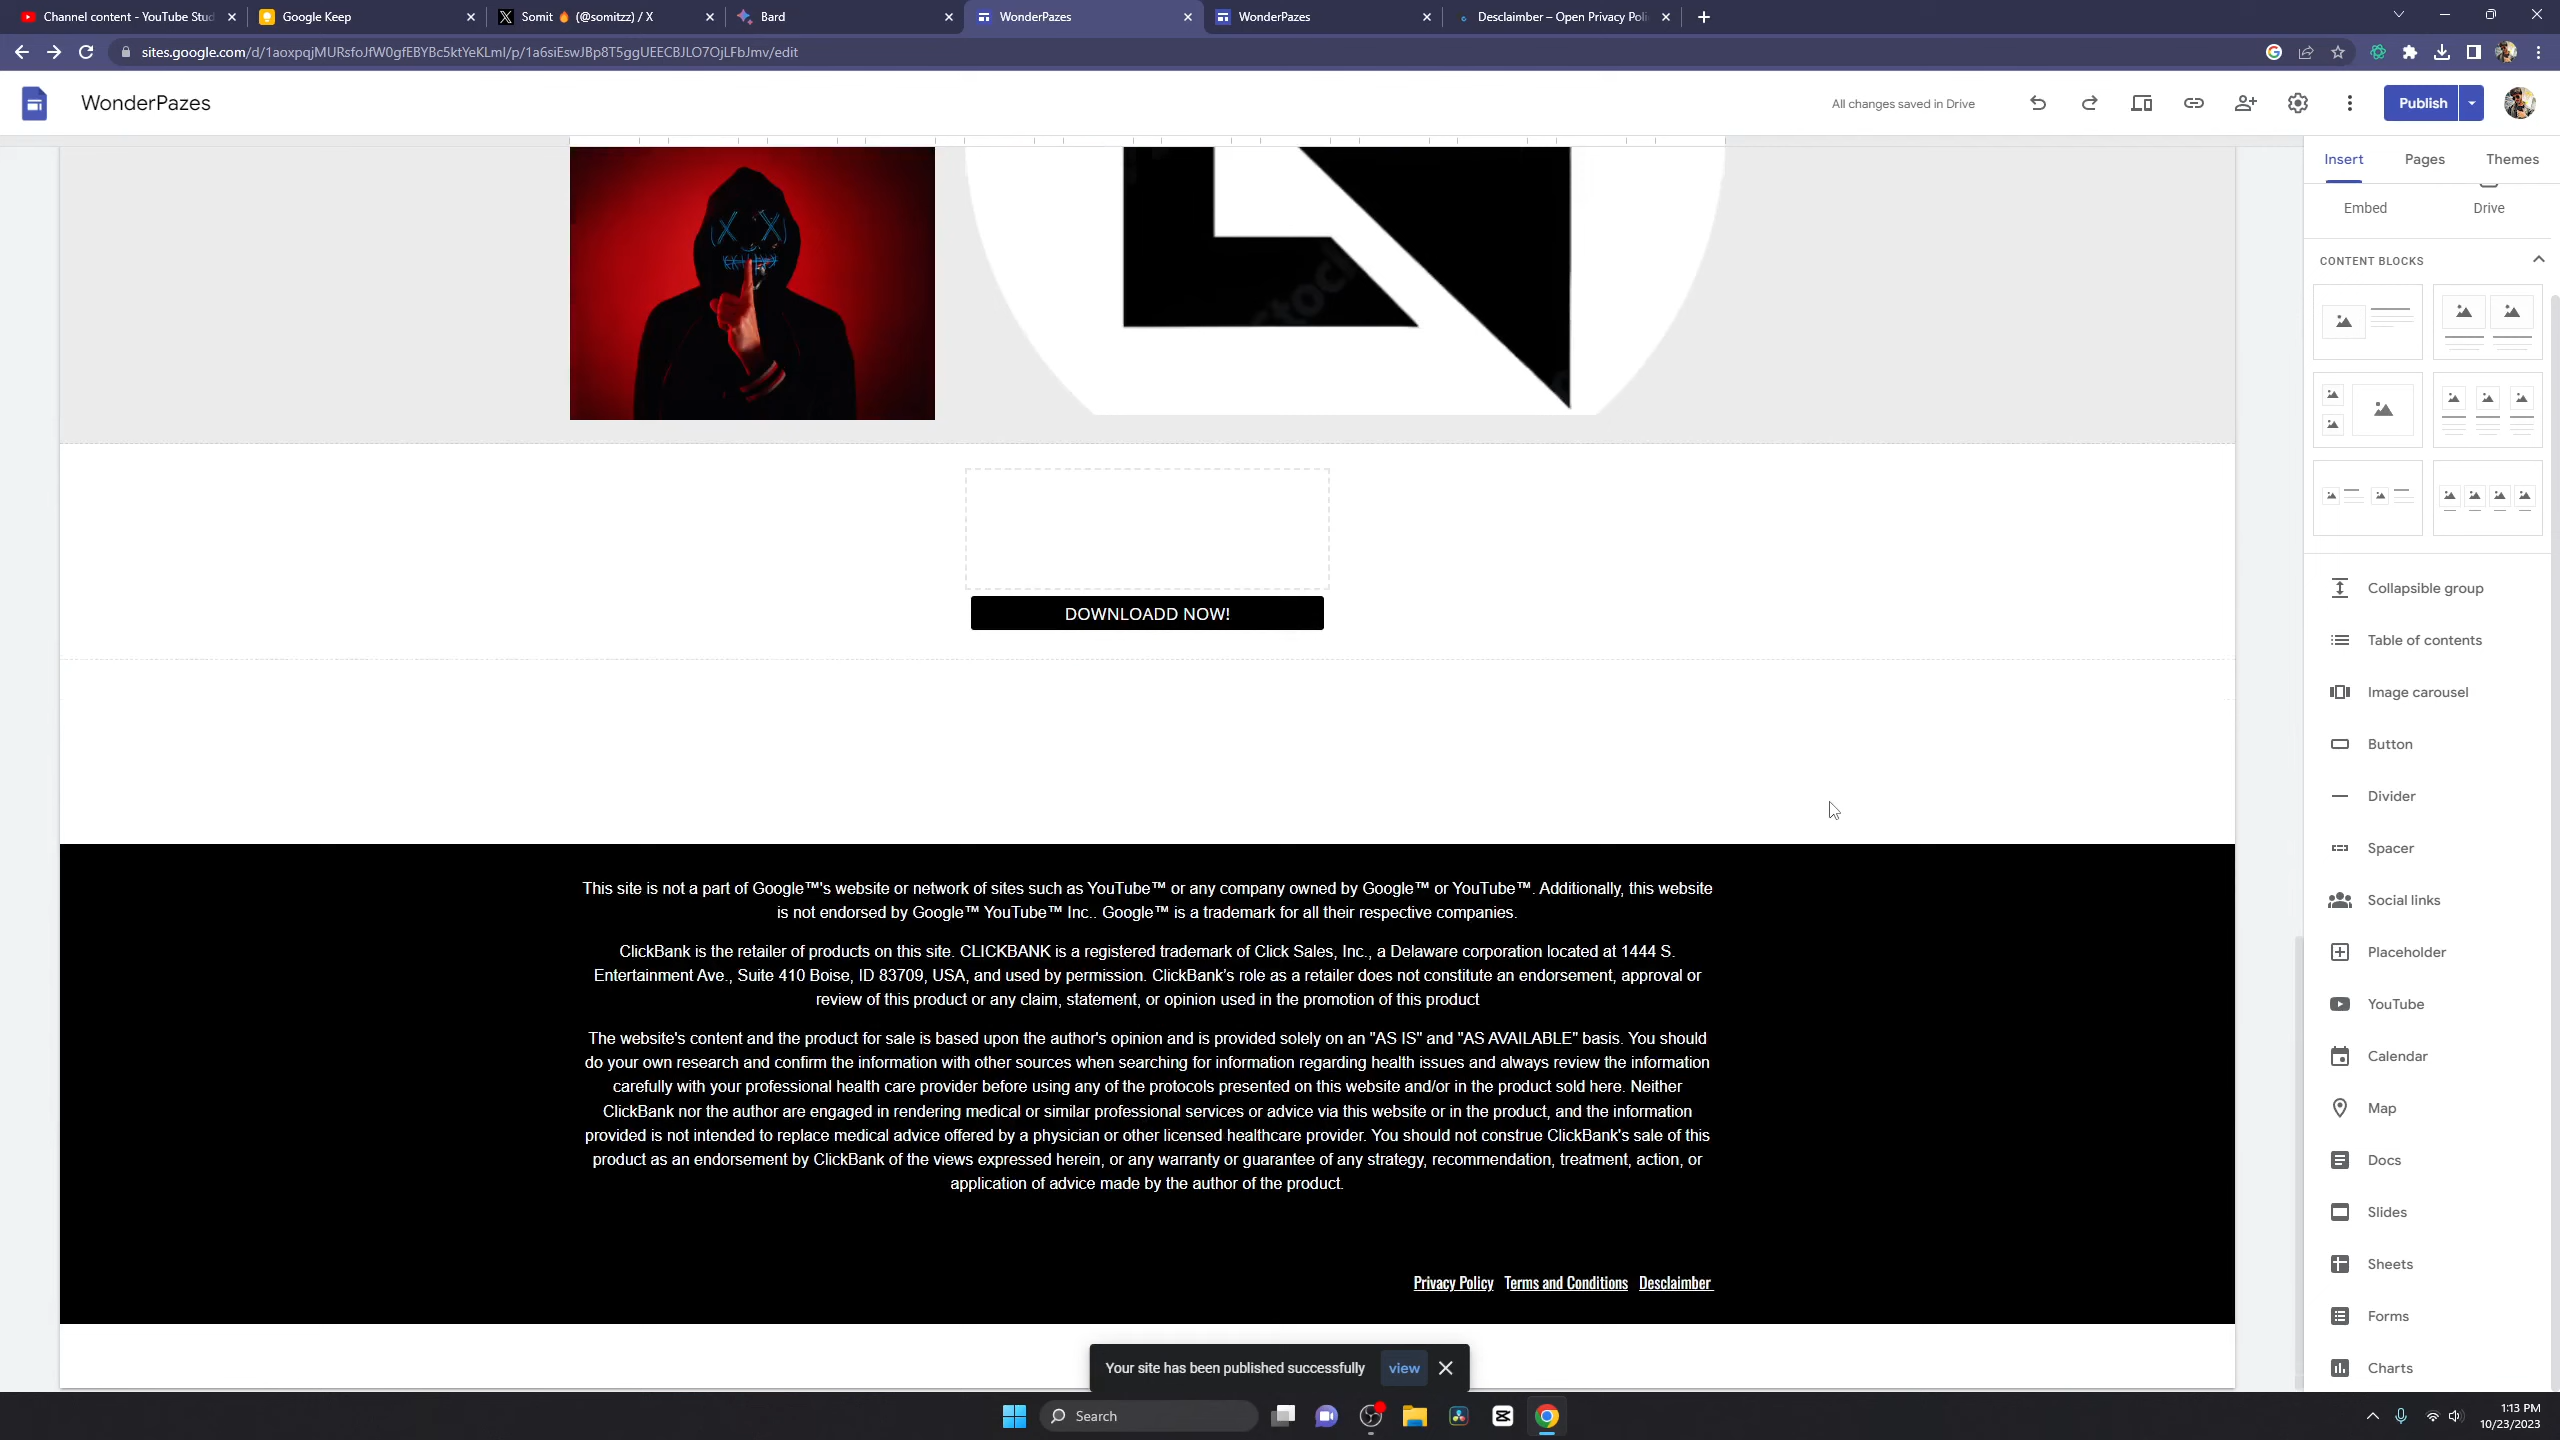 Channel content - YouTube Stud
Google Keep
Somit 🔥 (@somitzz) / X
Bard
WonderPazes
WonderPazes
Desclaimber – Open Privacy Poli
sites.google.com/d/1aoxpqjMURsfoJfW0gfEBYBc5ktYeKLmI/p/1a6siEswJBp8T5ggUEECBJLO7OjLFbJmv/edit
WonderPazes
All changes saved in Drive
Publish
Insert
Pages
Themes
Embed
Drive
CONTENT BLOCKS
DOWNLOADD NOW!
Collapsible group
Table of contents
Image carousel
Button
Divider
Spacer
Social links
Placeholder
YouTube
Calendar
Map
Docs
Slides
Sheets
Forms
Charts
This site is not a part of Google™'s website or network of sites such as YouTube™ or any company owned by Google™ or YouTube™. Additionally, this website
is not endorsed by Google™ YouTube™ Inc.. Google™ is a trademark for all their respective companies.
ClickBank is the retailer of products on this site. CLICKBANK is a registered trademark of Click Sales, Inc., a Delaware corporation located at 1444 S.
Entertainment Ave., Suite 410 Boise, ID 83709, USA, and used by permission. ClickBank's role as a retailer does not constitute an endorsement, approval or
review of this product or any claim, statement, or opinion used in the promotion of this product
The website's content and the product for sale is based upon the author's opinion and is provided solely on an "AS IS" and "AS AVAILABLE" basis. You should
do your own research and confirm the information with other sources when searching for information regarding health issues and always review the information
carefully with your professional health care provider before using any of the protocols presented on this website and/or in the product sold here. Neither
ClickBank nor the author are engaged in rendering medical or similar professional services or advice via this website or in the product, and the information
provided is not intended to replace medical advice offered by a physician or other licensed healthcare provider. You should not construe ClickBank's sale of this
product as an endorsement by ClickBank of the views expressed herein, or any warranty or guarantee of any strategy, recommendation, treatment, action, or
application of advice made by the author of the product.
Privacy Policy Terms and Conditions Desclaimber
Your site has been published successfully view
Search
1:13 PM
10/23/2023